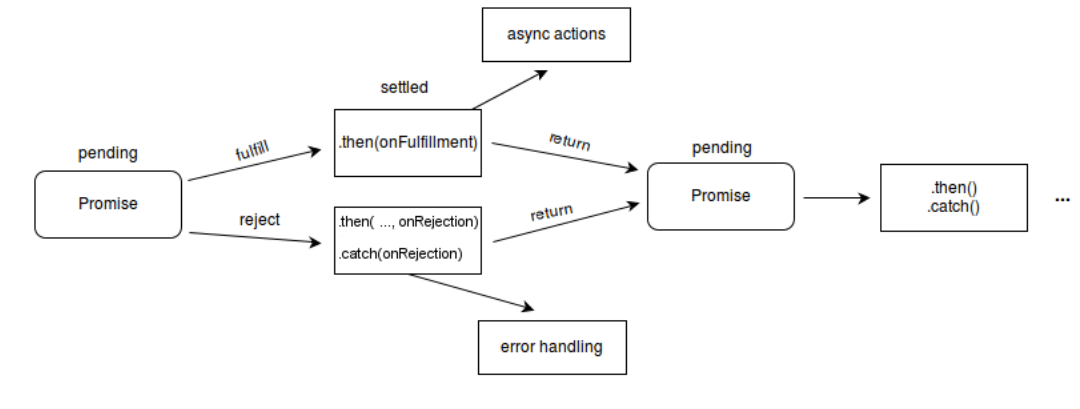 async actions
settled
pending
fulfill
.then(onFulfillment)
return
pending
Promise
reject
.then( ..., onRejection)
.catch(onRejection)
return
Promise
.then()
.catch()
...
error handling